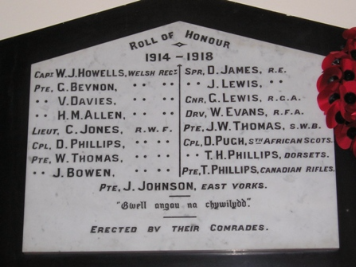 ROLL OF HONOUR
1914 - 1918
CAPT W.J. HOWELLS, WELSH REGT
PTE, G. BEYNON, " "
" V. DAVIES, " "
" H.M. ALLEN, " "
LIEUT, C. JONES, R.W.F.
CPL, D. PHILLIPS, " " "
PTE, W. THOMAS, " " "
" J. BOWEN, " " "
SPR, D. JAMES, R.E.
" J. LEWIS, " "
GNR, G. LEWIS, R.G.A.
DRV, W. EVANS, R.F.A.
PTE, J.W. THOMAS, S.W.B.
CPL, D. PUGH, STH AFRICAN SCOTS.
" T.H. PHILLIPS, DORSETS.
PTE, T. PHILLIPS, CANADIAN RIFLES.
PTE, J. JOHNSON, EAST YORKS.
"Gwell angau na chywilydd."
ERECTED BY THEIR COMRADES.